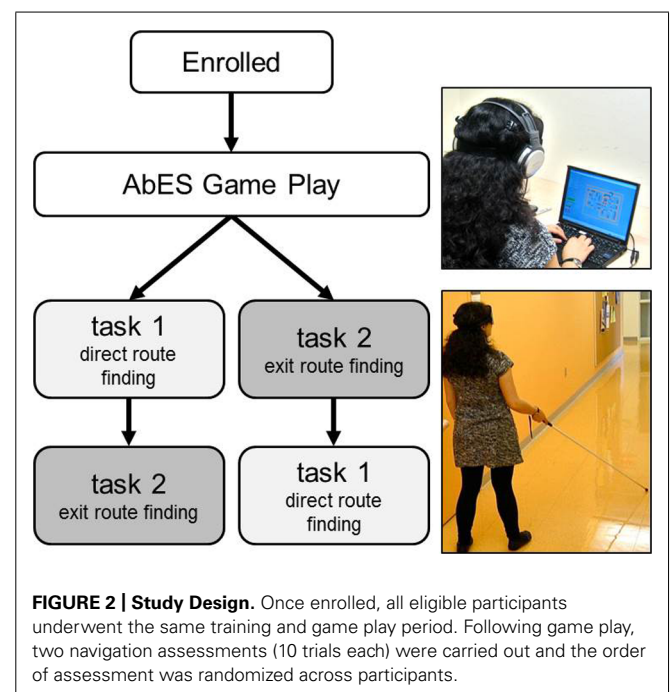 Enrolled
AbES Game Play
task 1
direct route
finding
task 2
exit route finding
task 2
exit route finding
task 1
direct route
finding
FIGURE 2 | Study Design. Once enrolled, all eligible participants
underwent the same training and game play period. Following game play,
two navigation assessments (10 trials each) were carried out and the order
of assessment was randomized across participants.